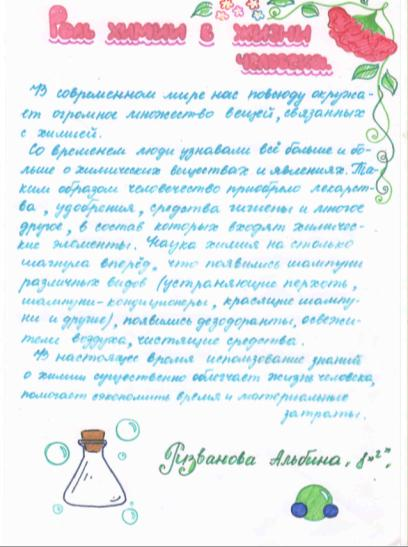 Роль химии в жизни
человека.
В современном мире нас повсюду окружа-
ет огромное множество вещей, связанных
с химией.
Со временем люди узнавали всё больше и бо-
льше о химических веществах и явлениях. Та-
ким образом человечество приобрело лекарст-
ва, удобрения, средства гигиены и многое
другое, в состав которых входят химичес-
кие элементы. Наука химия на столько
шагнула вперёд, что появились шампуни
различных видов (устраняющие перхоть,
шампуни-кондиционеры, красящие шампу-
ни и другие), появились дезодоранты, освежи-
тели воздуха, чистящие средства.
В настоящее время использование знаний
о химии существенно облегчает жизнь человека,
помогает сэкономить время и материальные
затраты.
Ризванова Альбина, 8 "г".